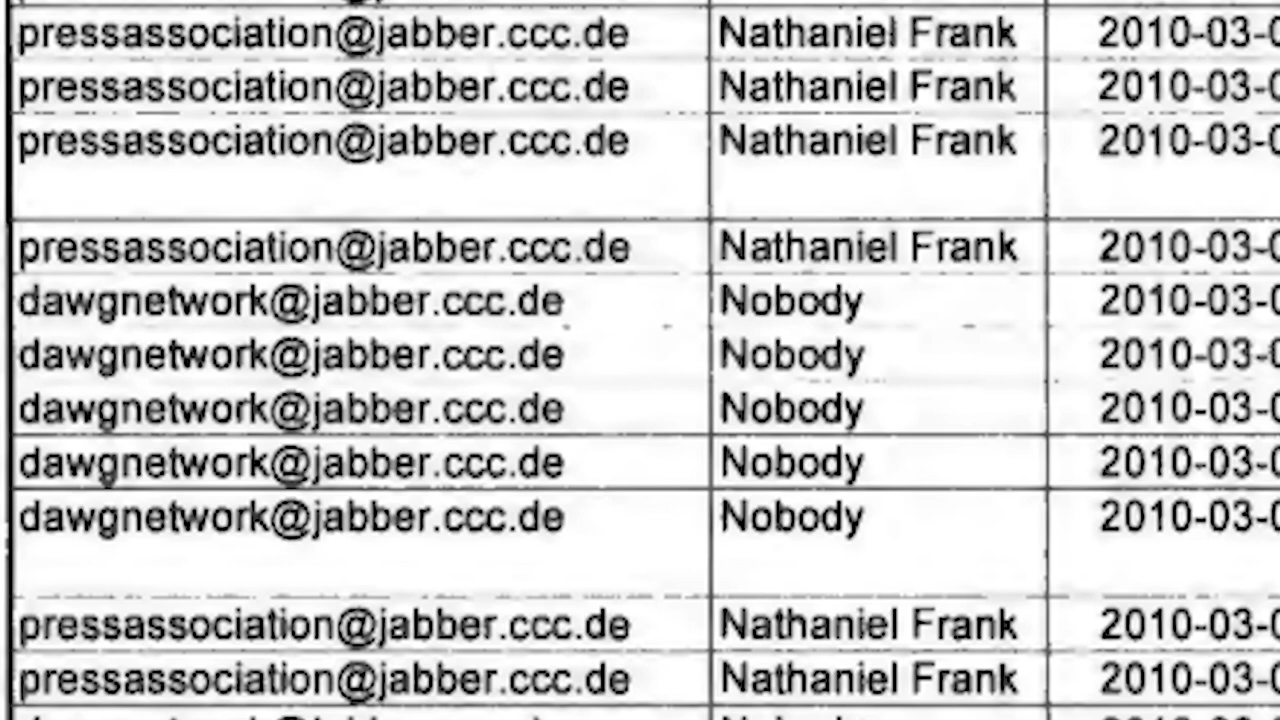 pressassociation@jabber.ccc.de Nathaniel Frank 2010-03-0
pressassociation@jabber.ccc.de Nathaniel Frank 2010-03-0
pressassociation@jabber.ccc.de Nathaniel Frank 2010-03-0
pressassociation@jabber.ccc.de Nathaniel Frank 2010-03-0
dawgnetwork@jabber.ccc.de Nobody 2010-03-0
dawgnetwork@jabber.ccc.de Nobody 2010-03-0
dawgnetwork@jabber.ccc.de Nobody 2010-03-0
dawgnetwork@jabber.ccc.de Nobody 2010-03-0
dawgnetwork@jabber.ccc.de Nobody 2010-03-0
pressassociation@jabber.ccc.de Nathaniel Frank 2010-03-0
pressassociation@jabber.ccc.de Nathaniel Frank 2010-03-0